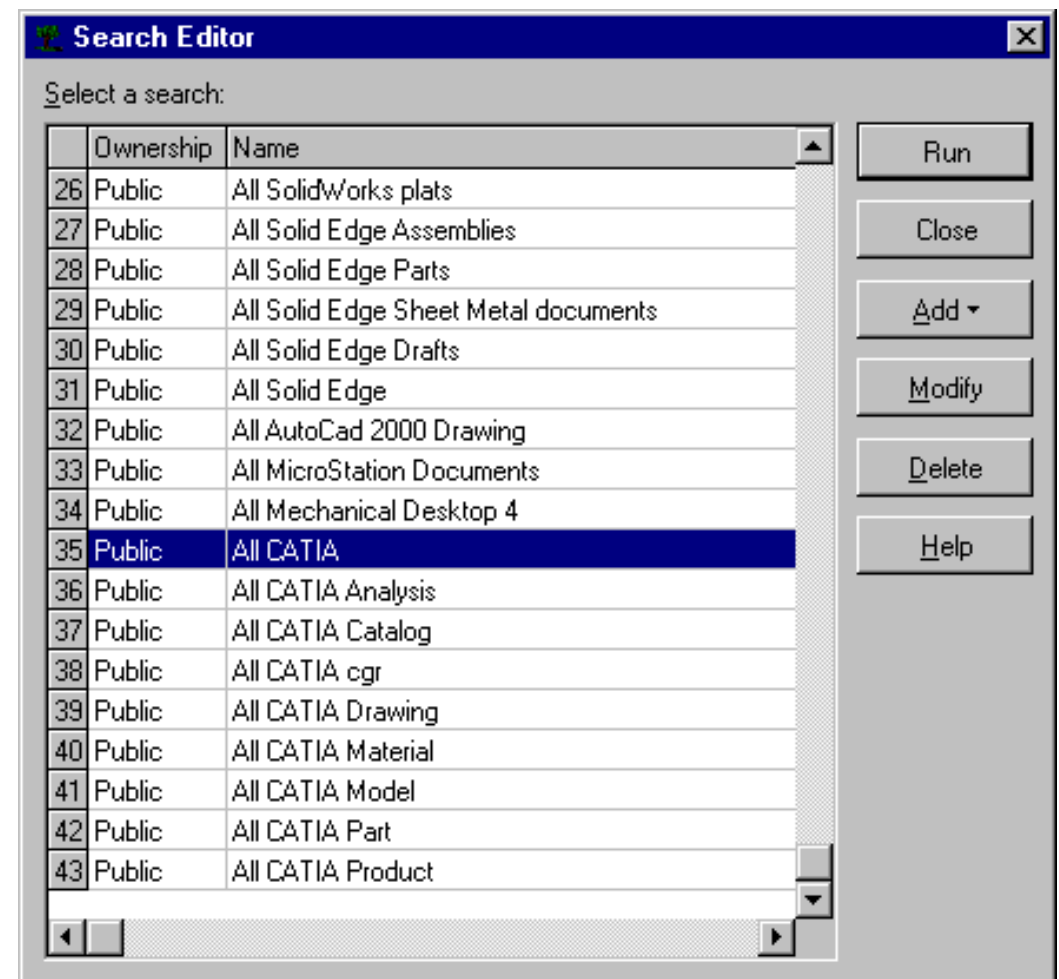 Search Editor
Select a search:
Ownership Name
26 Public All SolidWorks plats
27 Public All Solid Edge Assemblies
28 Public All Solid Edge Parts
29 Public All Solid Edge Sheet Metal documents
30 Public All Solid Edge Drafts
31 Public All Solid Edge
32 Public All AutoCad 2000 Drawing
33 Public All MicroStation Documents
34 Public All Mechanical Desktop 4
35 Public All CATIA
36 Public All CATIA Analysis
37 Public All CATIA Catalog
38 Public All CATIA cgr
39 Public All CATIA Drawing
40 Public All CATIA Material
41 Public All CATIA Model
42 Public All CATIA Part
43 Public All CATIA Product
Run
Close
Add
Modify
Delete
Help